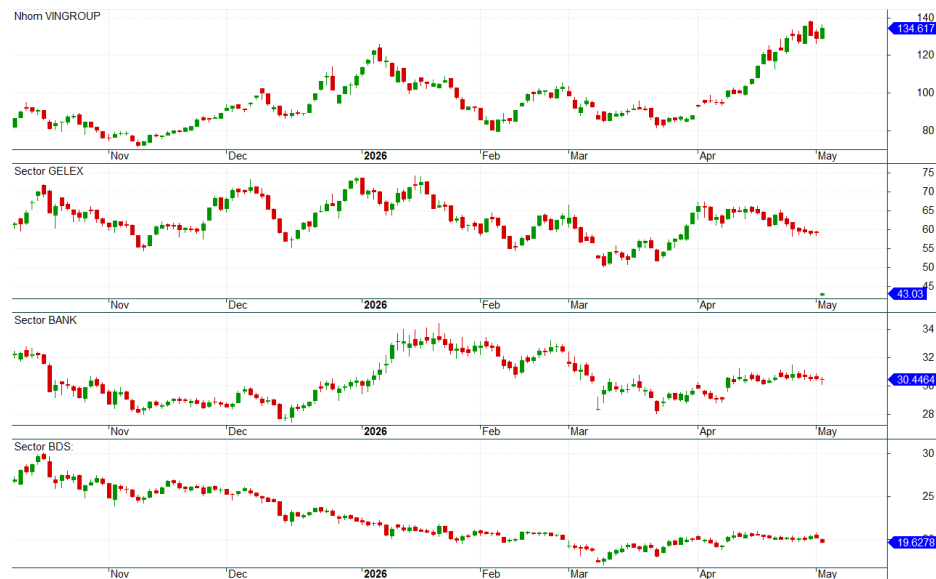 Nhom VINGROUP
140
134.617
120
100
80
Nov Dec 2026 Feb Mar Apr May
Sector GELEX
75
70
65
60
55
50
45
43.03
Nov Dec 2026 Feb Mar Apr May
Sector BANK
34
32
30.4464
28
Nov Dec 2026 Feb Mar Apr May
Sector BDS:
30
25
19.6278
Nov Dec 2026 Feb Mar Apr May